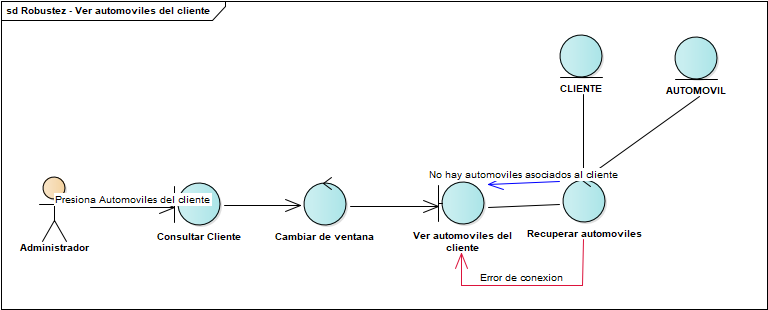 sd Robustez - Ver automoviles del cliente
CLIENTE
AUTOMOVIL
No hay automoviles asociados al cliente
Presiona Automoviles del cliente
Administrador
Consultar Cliente
Cambiar de ventana
Ver automoviles del
cliente
Recuperar automoviles
Error de conexion